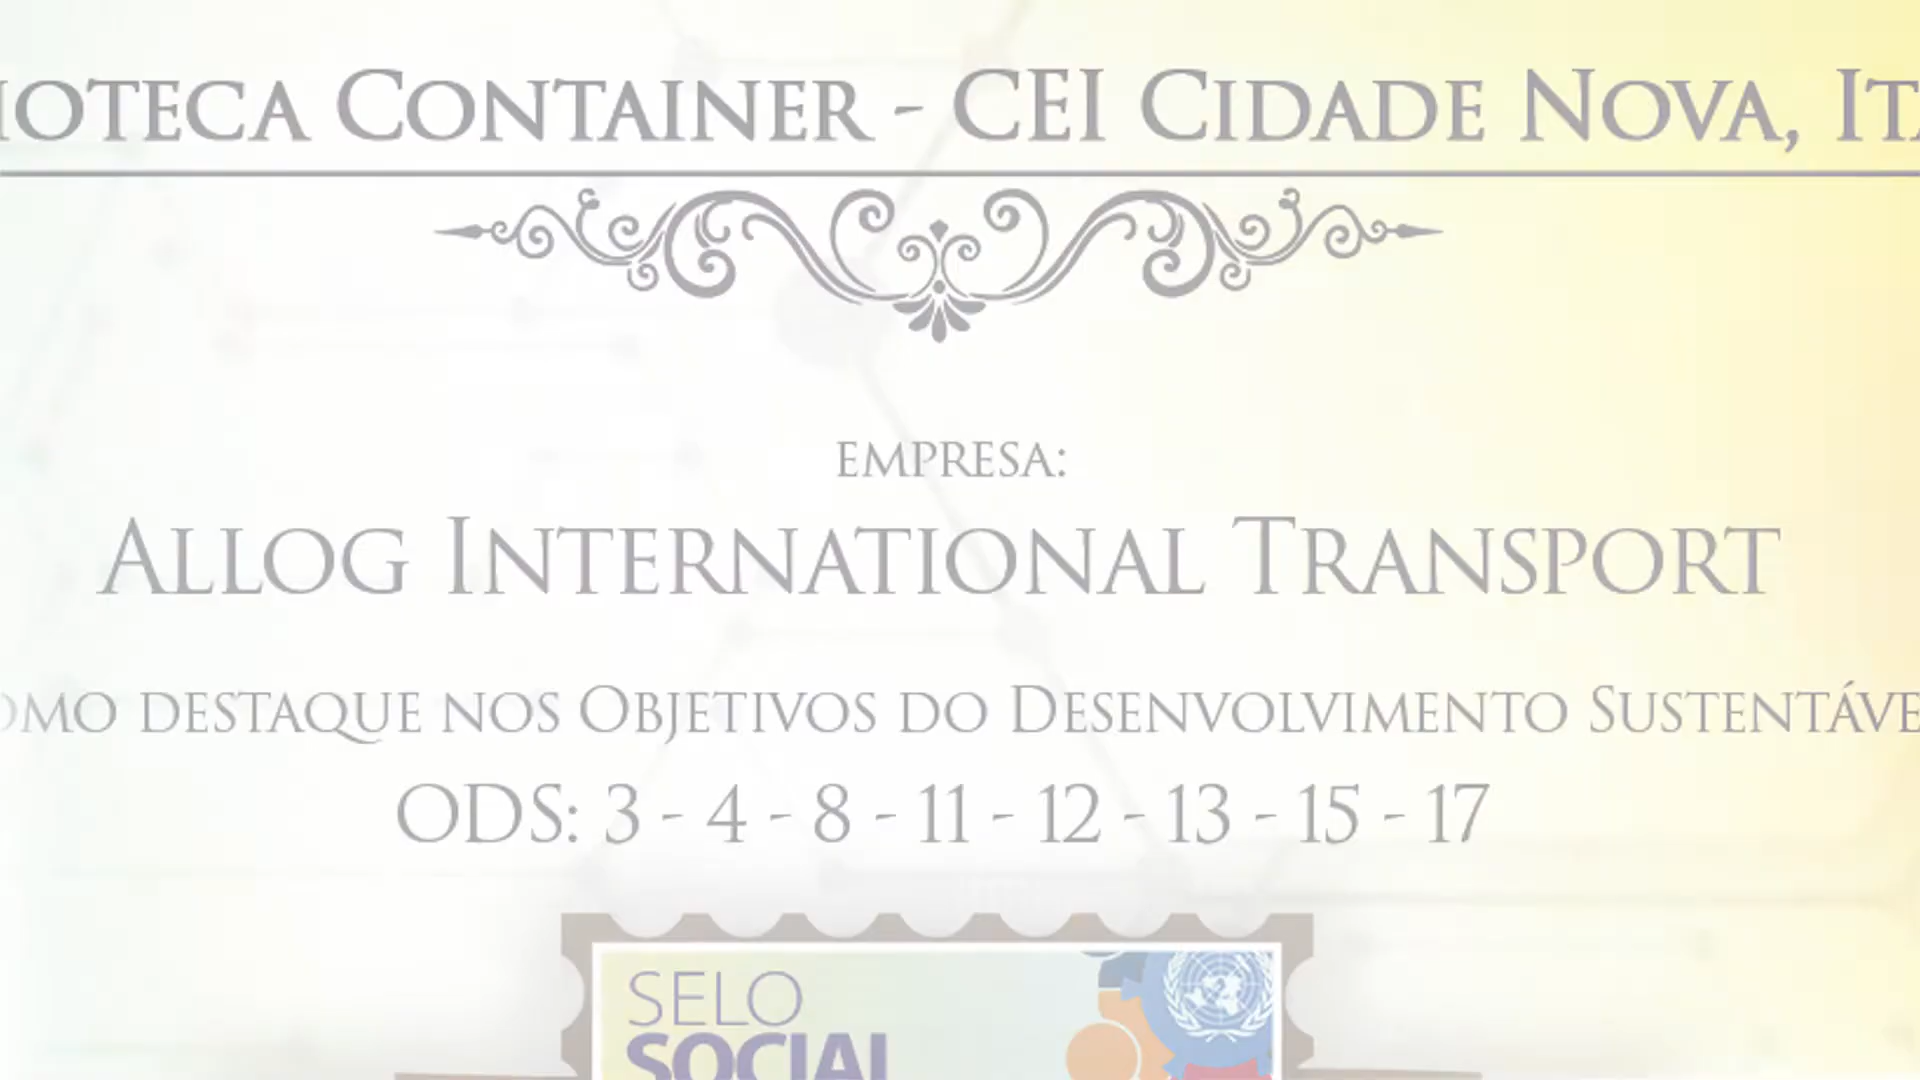 IOTECA CONTAINER - CEI CIDADE NOVA, ITA
EMPRESA:
ALLOG INTERNATIONAL TRANSPORT
OMO DESTAQUE NOS OBJETIVOS DO DESENVOLVIMENTO SUSTENTÁVE
ODS: 3 - 4 - 8 - 11 - 12 - 13 - 15 - 17
SELO
SOCIAL